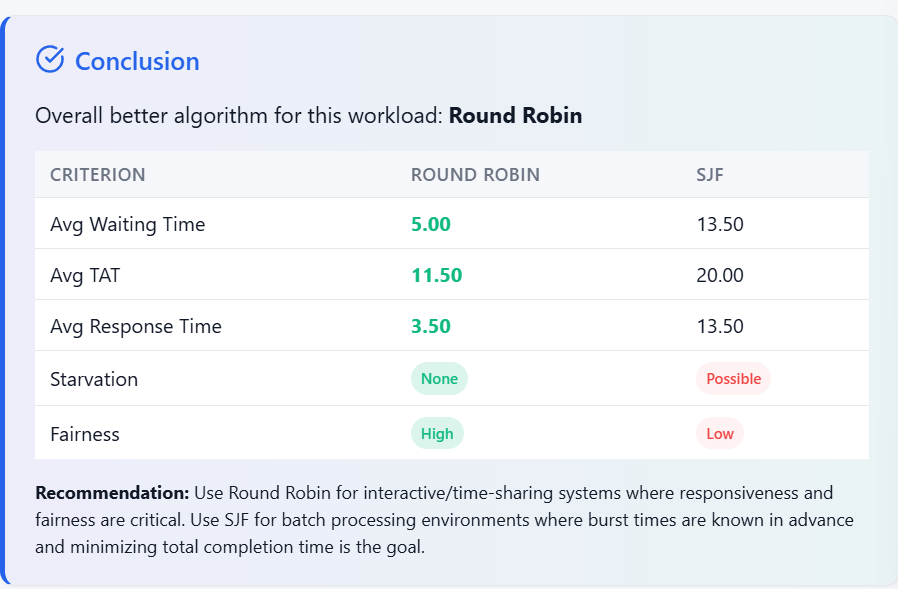 Conclusion
Overall better algorithm for this workload: Round Robin
CRITERION ROUND ROBIN SJF
Avg Waiting Time 5.00 13.50
Avg TAT 11.50 20.00
Avg Response Time 3.50 13.50
Starvation None Possible
Fairness High Low
Recommendation: Use Round Robin for interactive/time-sharing systems where responsiveness and
fairness are critical. Use SJF for batch processing environments where burst times are known in advance
and minimizing total completion time is the goal.